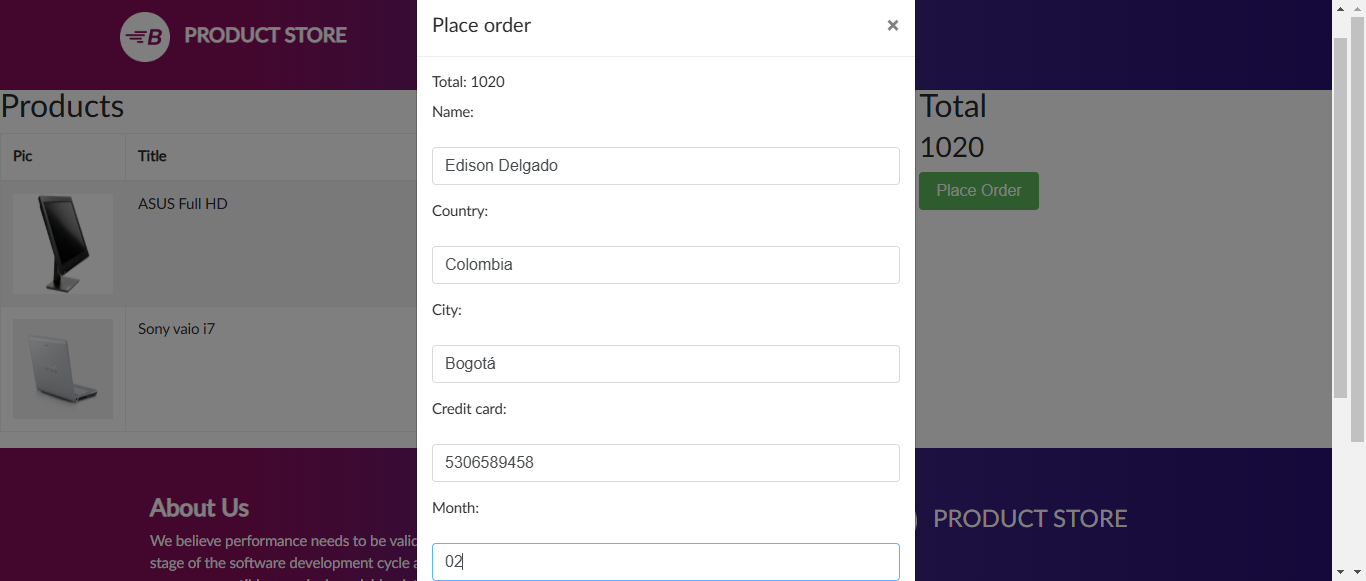 B PRODUCT STORE
Place order
×
Total: 1020
Name:
Edison Delgado
Country:
Colombia
City:
Bogotá
Credit card:
5306589458
Month:
02
Products
Pic
Title
ASUS Full HD
Sony vaio i7
Total
1020
Place Order
About Us
We believe performance needs to be valid
stage of the software development cycle a
PRODUCT STORE